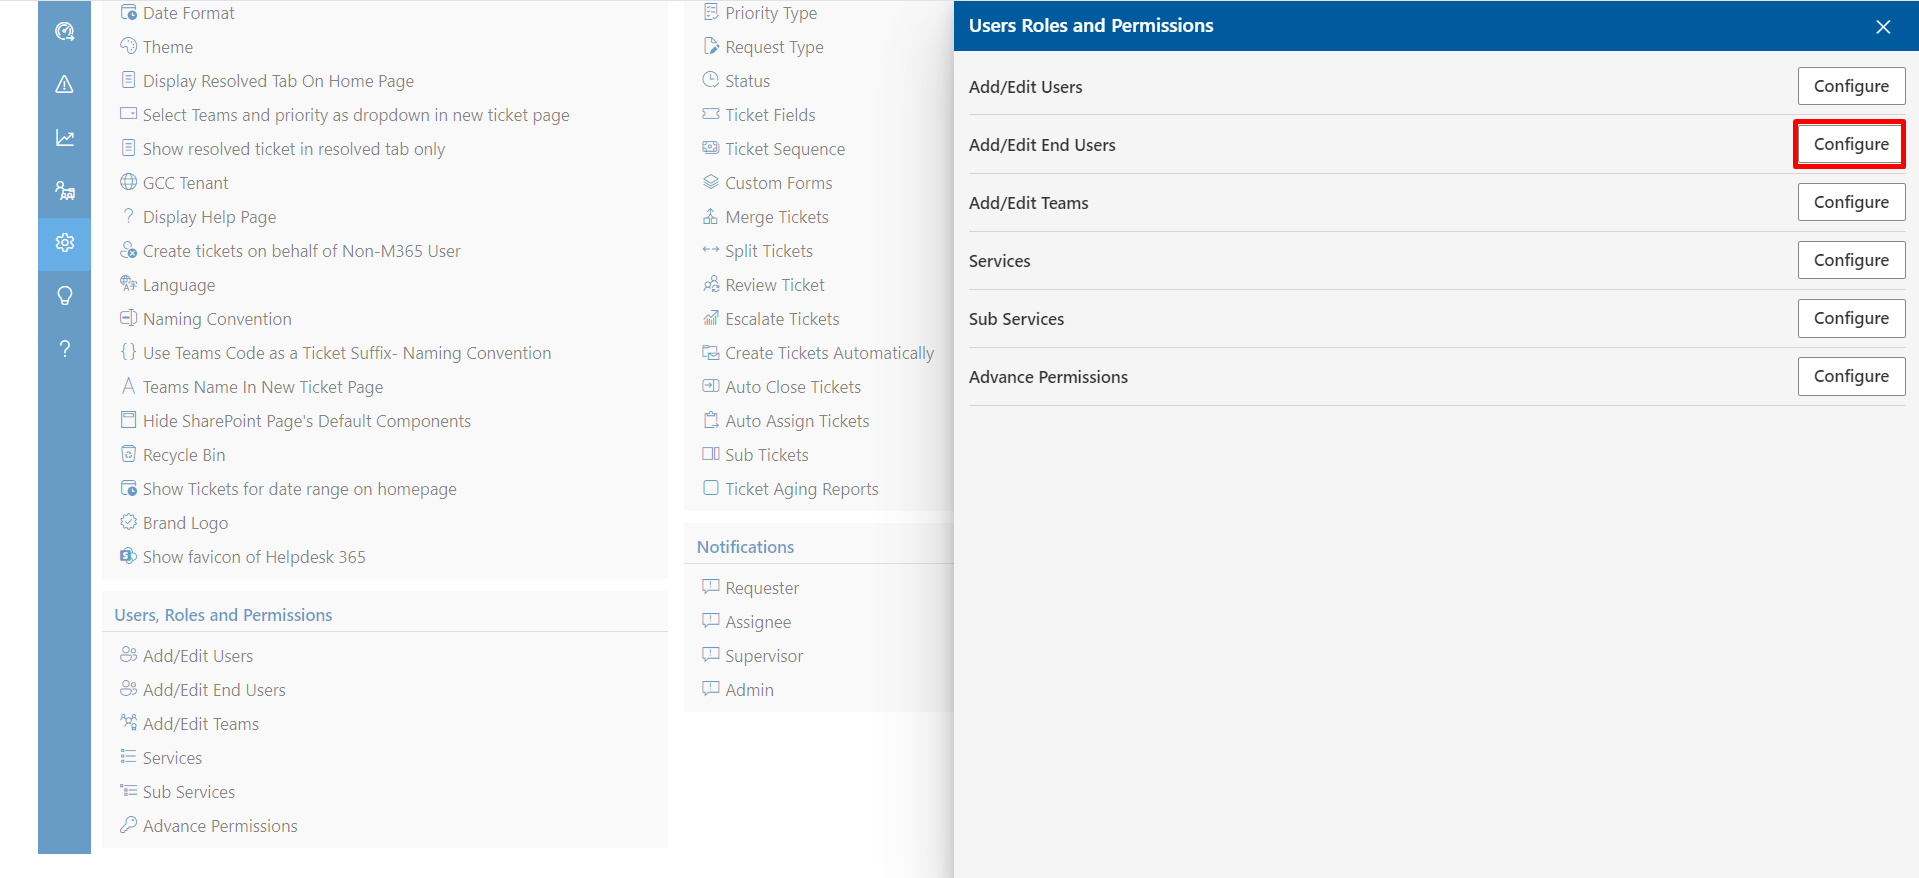 Date Format
Theme
Display Resolved Tab On Home Page
Select Teams and priority as dropdown in new ticket page
Show resolved ticket in resolved tab only
GCC Tenant
Display Help Page
Create tickets on behalf of Non-M365 User
Language
Naming Convention
Use Teams Code as a Ticket Suffix- Naming Convention
Teams Name In New Ticket Page
Hide SharePoint Page's Default Components
Recycle Bin
Show Tickets for date range on homepage
Brand Logo
Show favicon of Helpdesk 365
Users, Roles and Permissions
Add/Edit Users
Add/Edit End Users
Add/Edit Teams
Services
Sub Services
Advance Permissions
Priority Type
Request Type
Status
Ticket Fields
Ticket Sequence
Custom Forms
Merge Tickets
Split Tickets
Review Ticket
Escalate Tickets
Create Tickets Automatically
Auto Close Tickets
Auto Assign Tickets
Sub Tickets
Ticket Aging Reports
Notifications
Requester
Assignee
Supervisor
Admin
Users Roles and Permissions
Add/Edit Users Configure
Add/Edit End Users Configure
Add/Edit Teams Configure
Services Configure
Sub Services Configure
Advance Permissions Configure